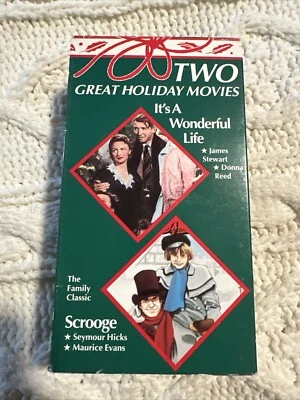 TWO
GREAT HOLIDAY MOVIES
It's A
Wonderful
Life
★ James
Stewart
★ Donna
Reed
The
Family
Classic
Scrooge
★ Seymour Hicks
★ Maurice Evans